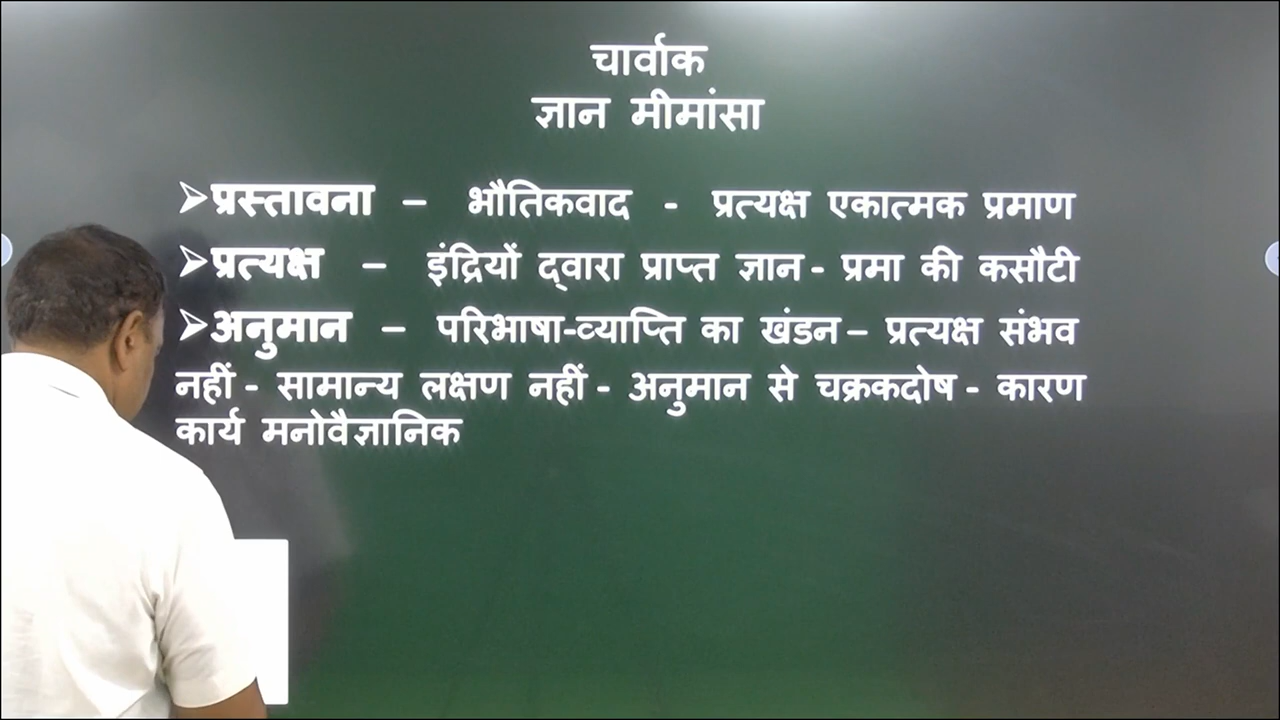 चार्वाक
ज्ञान मीमांसा
➢प्रस्तावना – भौतिकवाद - प्रत्यक्ष एकात्मक प्रमाण
➢प्रत्यक्ष – इंद्रियों द्वारा प्राप्त ज्ञान - प्रमा की कसौटी
➢अनुमान – परिभाषा-व्याप्ति का खंडन – प्रत्यक्ष संभव
नहीं - सामान्य लक्षण नहीं - अनुमान से चक्रकदोष - कारण
कार्य मनोवैज्ञानिक